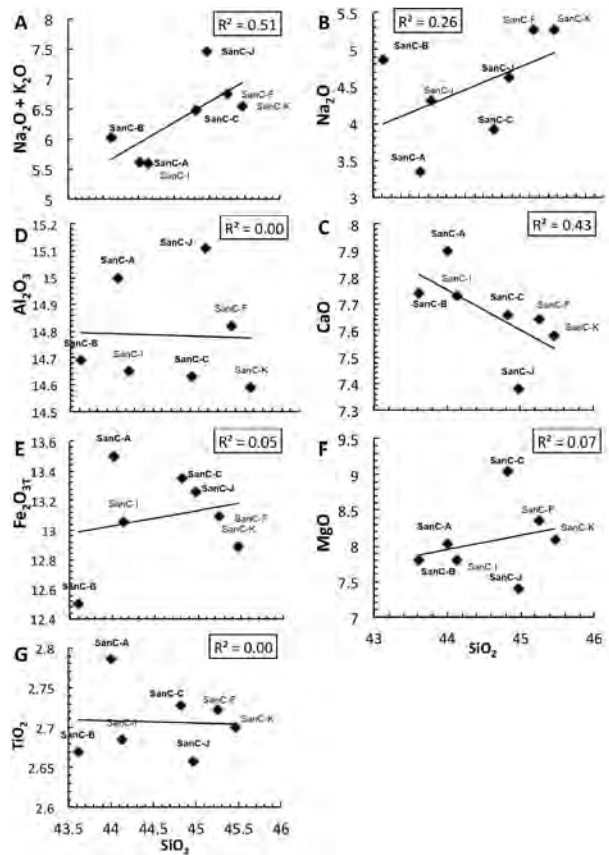 A
R² = 0.51
Na₂O + K₂O
8
7.5
7
6.5
6
5.5
5
SanC-J
SanC-F
SanC-K
SanC-C
SanC-B
SanC-A
SanC-I
B
R² = 0.26
Na₂O
5.5
5
4.5
4
3.5
3
SanC-F
SanC-K
SanC-B
SanC-J
SanC-I
SanC-C
SanC-A
D
R² = 0.00
Al₂O₃
15.2
15.1
15
14.9
14.8
14.7
14.6
14.5
SanC-J
SanC-A
SanC-F
SanC-B
SanC-I
SanC-C
SanC-K
C
R² = 0.43
CaO
8
7.9
7.8
7.7
7.6
7.5
7.4
7.3
SanC-A
SanC-I
SanC-B
SanC-C
SanC-F
SanC-K
SanC-J
E
R² = 0.05
Fe₂O₃T
13.6
13.4
13.2
13
12.8
12.6
12.4
SanC-A
SanC-C
SanC-J
SanC-I
SanC-F
SanC-K
SanC-B
F
R² = 0.07
MgO
9.5
9
8.5
8
7.5
7
SanC-C
SanC-F
SanC-A
SanC-K
SanC-B
SanC-I
SanC-J
43
44
45
46
SiO₂
G
R² = 0.00
TiO₂
2.8
2.75
2.7
2.65
2.6
SanC-A
SanC-C
SanC-F
SanC-K
SanC-B
SanC-I
SanC-J
43.5
44
44.5
45
45.5
46
SiO₂